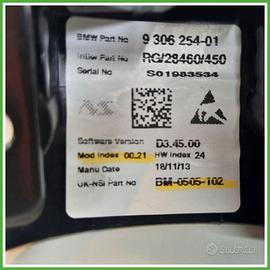 BMW Part No 9 306 254-01
Index Part No RG/28460/450
Serial No S01983534
Software Version D3.45.00
Mod Index 00.21 HW Index 24
Manu Date 18/11/13
UK-NSI Part No BM-0505-102
subito